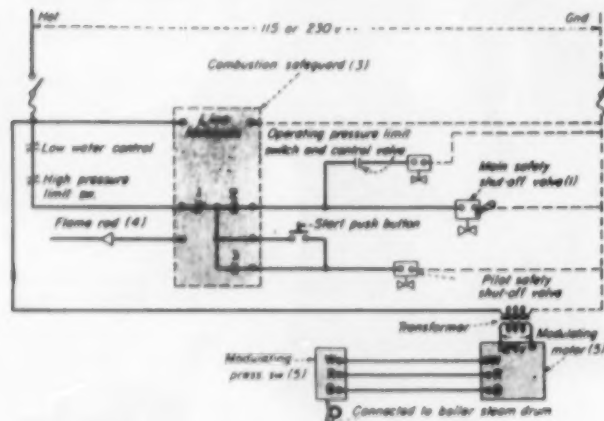 Hot
115 or 230 v
Gnd
Combustion safeguard (3)
Low water control
High pressure
limit sw.
Flame rod (4)
Operating pressure limit
switch and control valve
Main safety
shut-off valve (1)
Start push button
Pilot safety
shut-off valve
Transformer
Modulating
motor (5)
Modulating
press. sw (5)
Connected to boiler steam drum